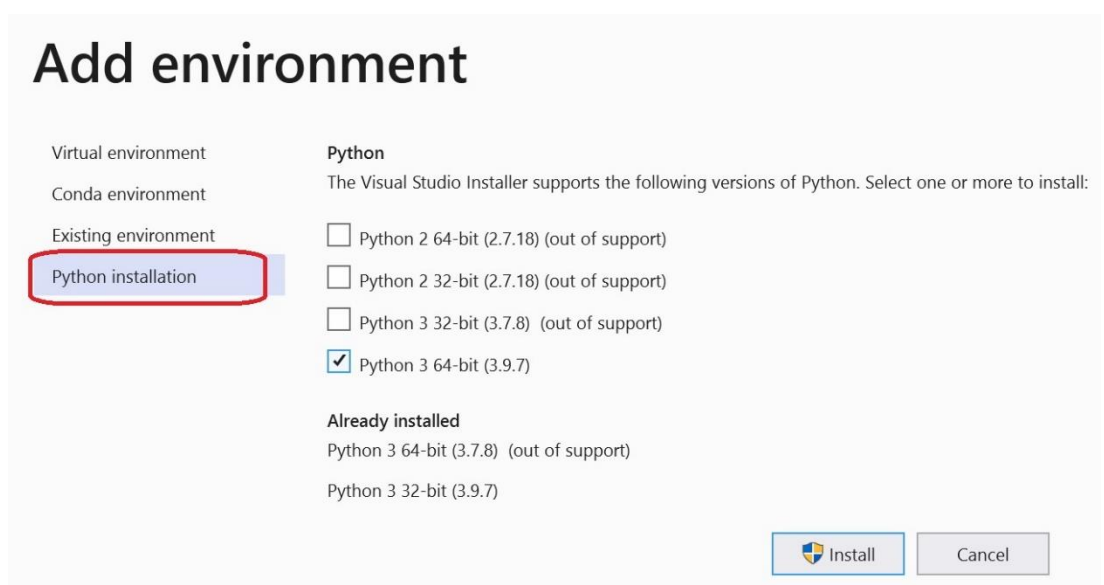 Add environment
Virtual environment
Conda environment
Existing environment
Python installation
Python
The Visual Studio Installer supports the following versions of Python. Select one or more to install:
Python 2 64-bit (2.7.18) (out of support)
Python 2 32-bit (2.7.18) (out of support)
Python 3 32-bit (3.7.8) (out of support)
Python 3 64-bit (3.9.7)
Already installed
Python 3 64-bit (3.7.8) (out of support)
Python 3 32-bit (3.9.7)
Install
Cancel